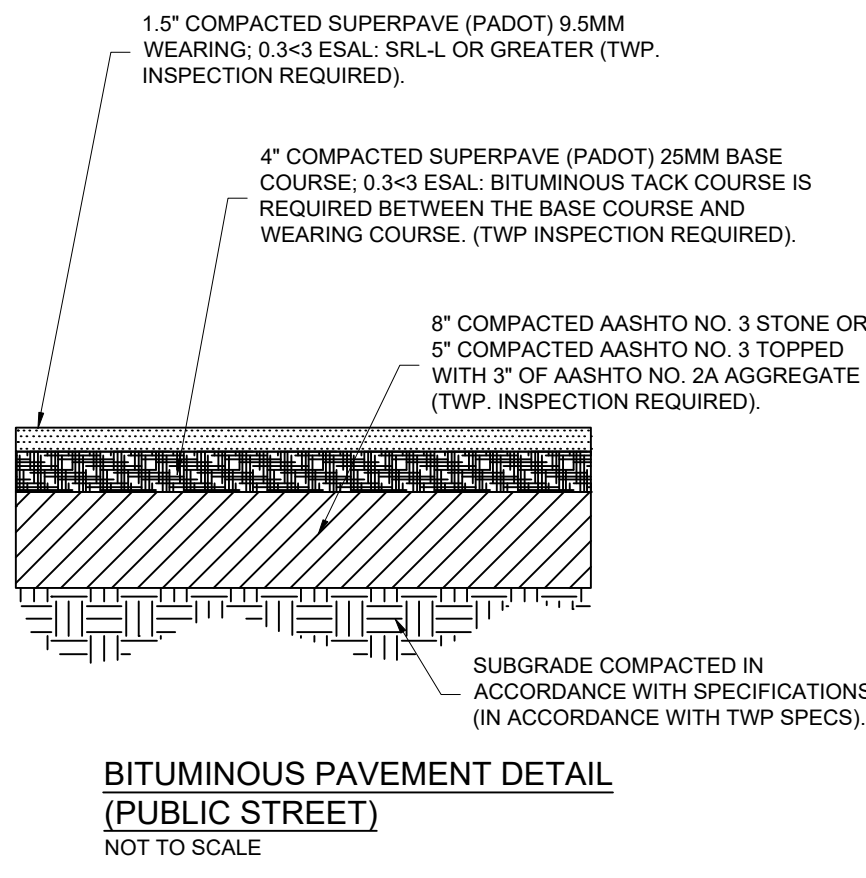 1.5" COMPACTED SUPERPAVE (PADOT) 9.5MM
WEARING; 0.3<3 ESAL: SRL-L OR GREATER (TWP.
INSPECTION REQUIRED).
4" COMPACTED SUPERPAVE (PADOT) 25MM BASE
COURSE; 0.3<3 ESAL: BITUMINOUS TACK COURSE IS
REQUIRED BETWEEN THE BASE COURSE AND
WEARING COURSE. (TWP INSPECTION REQUIRED).
8" COMPACTED AASHTO NO. 3 STONE OR
5" COMPACTED AASHTO NO. 3 TOPPED
WITH 3" OF AASHTO NO. 2A AGGREGATE
(TWP. INSPECTION REQUIRED).
SUBGRADE COMPACTED IN
ACCORDANCE WITH SPECIFICATIONS
(IN ACCORDANCE WITH TWP SPECS).
BITUMINOUS PAVEMENT DETAIL
(PUBLIC STREET)
NOT TO SCALE